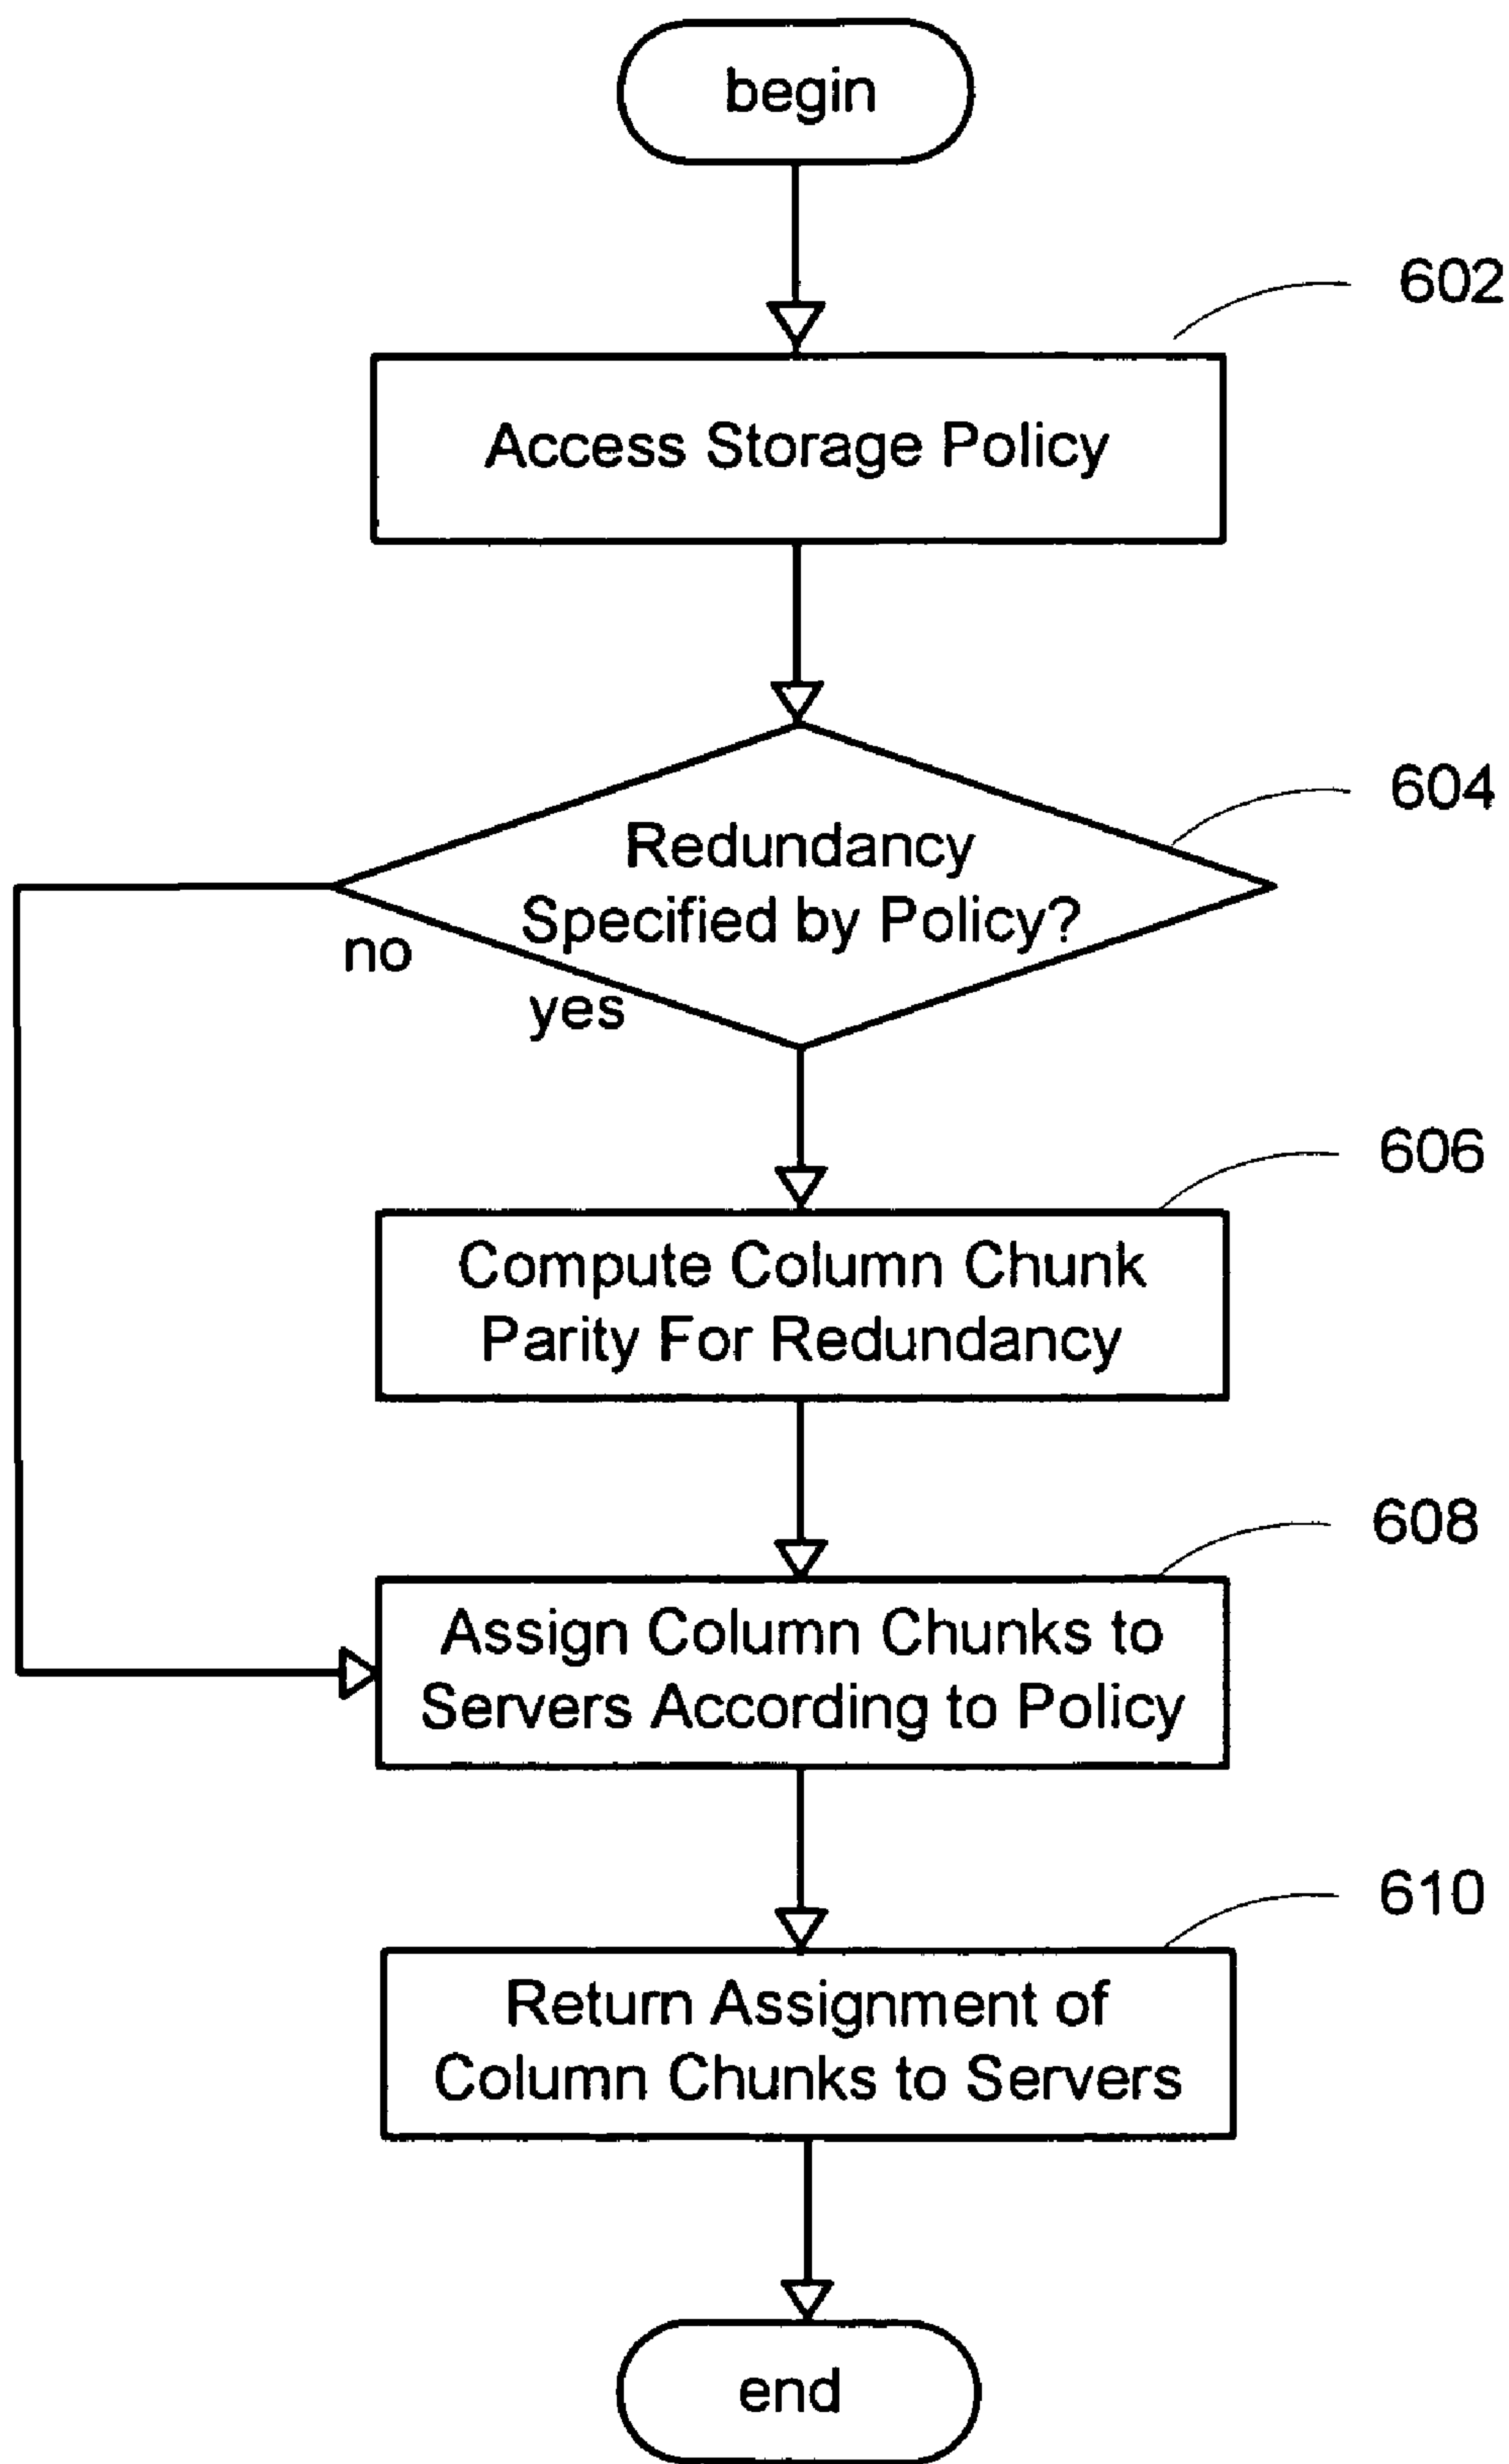 begin
602
Access Storage Policy
604
Redundancy
Specified by Policy?
no
yes
606
Compute Column Chunk
Parity For Redundancy
608
Assign Column Chunks to
Servers According to Policy
610
Return Assignment of
Column Chunks to Servers
end